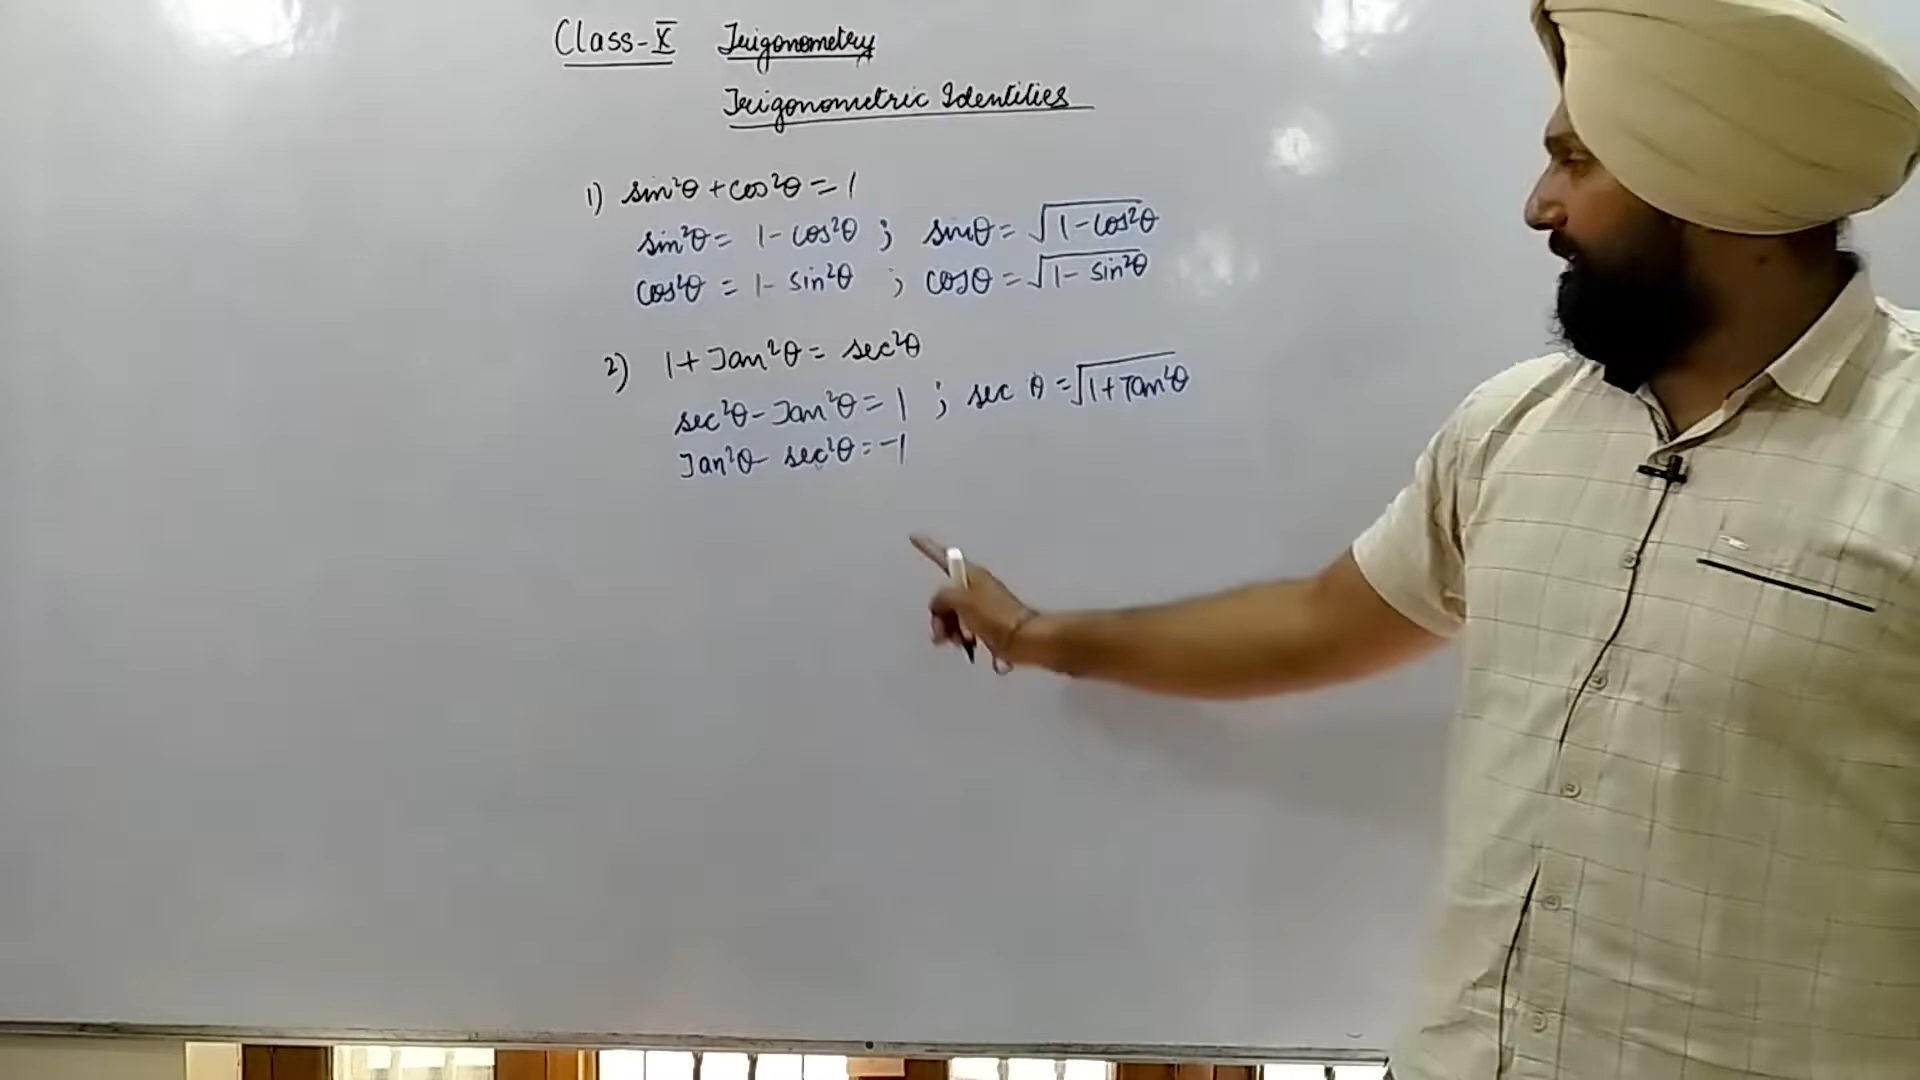 Class-X Trigonometry
Trigonometric Identities
1) sin²θ + cos²θ = 1
sin²θ = 1 - cos²θ ; sinθ = √(1-cos²θ)
cos²θ = 1 - sin²θ ; cosθ = √(1- sin²θ)
2) 1 + Tan²θ = sec²θ
sec²θ - Tan²θ = 1 ; sec θ = √(1+Tan²θ)
Tan²θ - sec²θ = -1